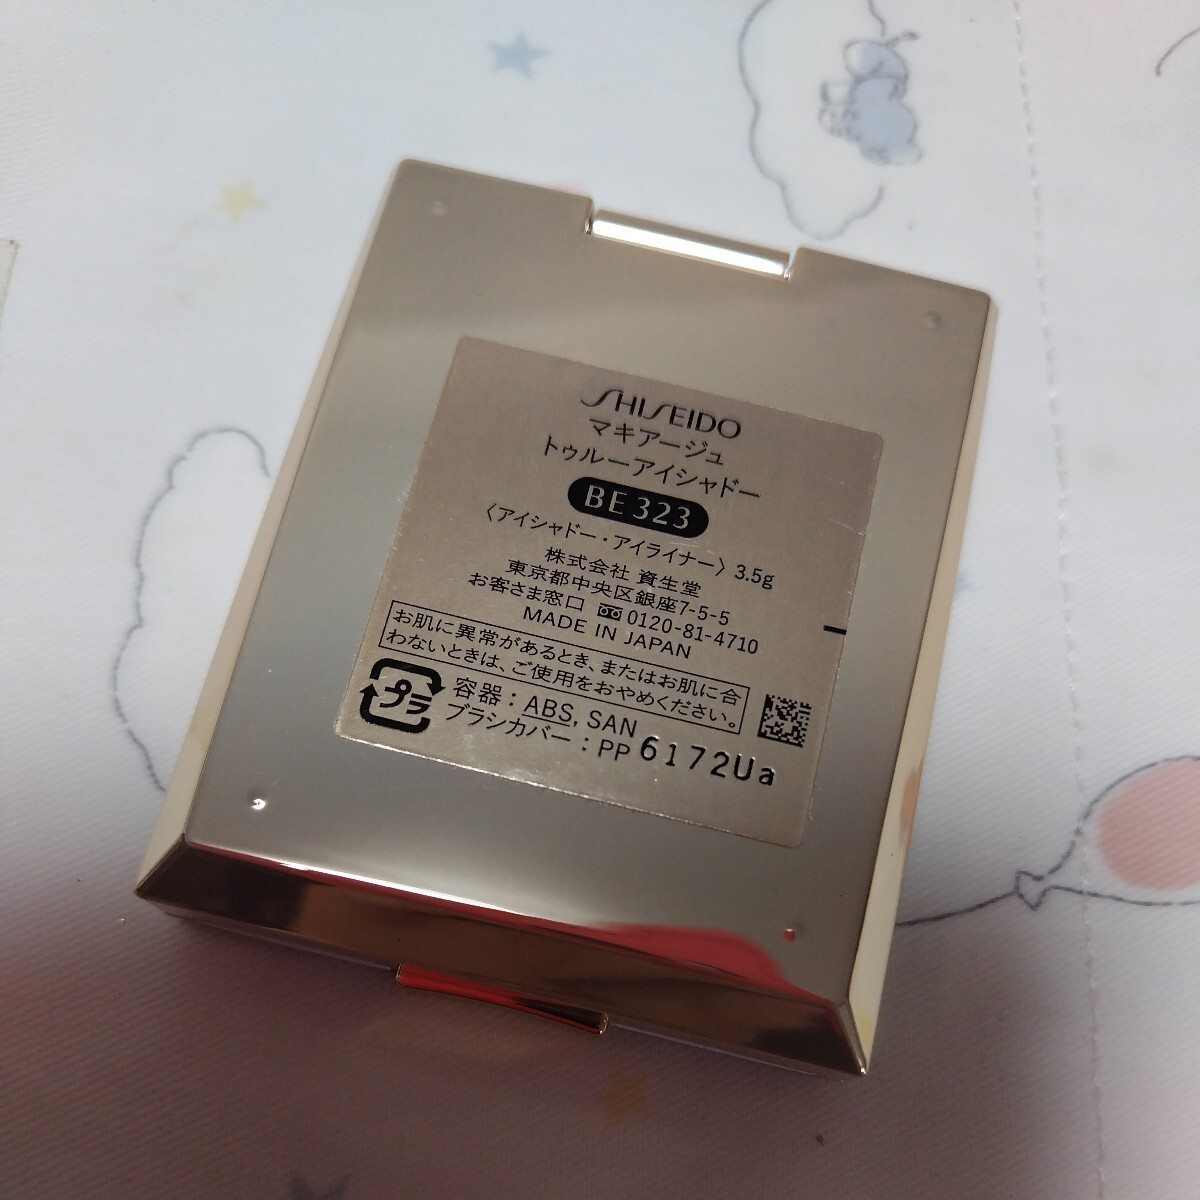 SHISEIDO
マキアージュ
トゥルーアイシャドー
BE 323
〈アイシャドー・アイライナー〉 3.5g
株式会社 資生堂
東京都中央区銀座7-5-5
お客さま窓口 0120-81-4710
MADE IN JAPAN
お肌に異常があるとき、またはお肌に合
わないときは、ご使用をおやめください。
プラ
容器：ABS, SAN
ブラシカバー：PP
6172Ua